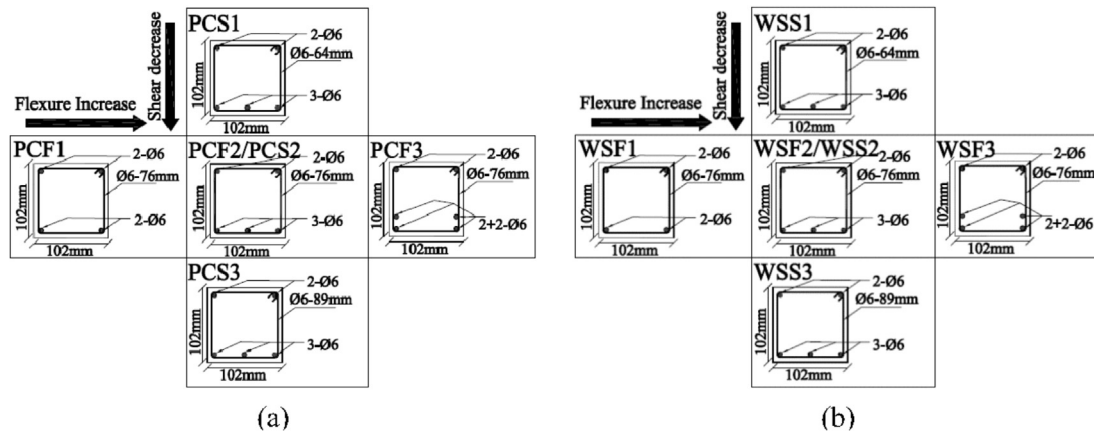 PCS1
2-Ø6
Ø6-64mm
3-Ø6
102mm
102mm
Flexure Increase
Shear decrease
PCF1
2-Ø6
Ø6-76mm
2-Ø6
102mm
102mm
PCF2/PCS2
2-Ø6
Ø6-76mm
3-Ø6
102mm
102mm
PCF3
2-Ø6
Ø6-76mm
2+2-Ø6
102mm
102mm
PCS3
2-Ø6
Ø6-89mm
3-Ø6
102mm
102mm
(a)
WSS1
2-Ø6
Ø6-64mm
3-Ø6
102mm
102mm
Flexure Increase
Shear decrease
WSF1
2-Ø6
Ø6-76mm
2-Ø6
102mm
102mm
WSF2/WSS2
2-Ø6
Ø6-76mm
3-Ø6
102mm
102mm
WSF3
2-Ø6
Ø6-76mm
2+2-Ø6
102mm
102mm
WSS3
2-Ø6
Ø6-89mm
3-Ø6
102mm
102mm
(b)